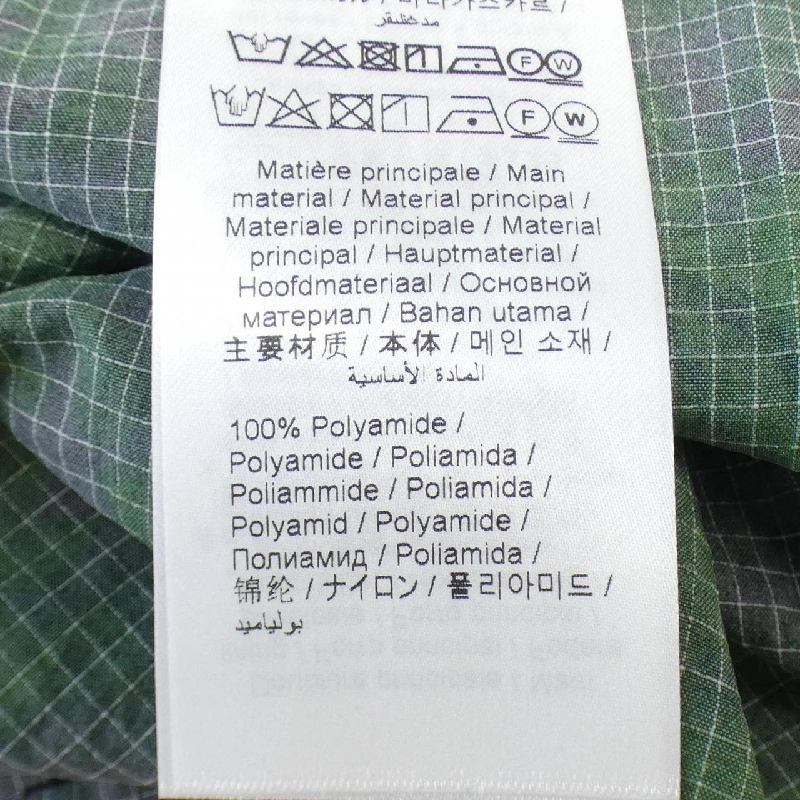 مدغشقر
F W
F W
Matière principale / Main
material / Material principal /
Materiale principale / Material
principal / Hauptmaterial /
Hoofdmateriaal / Основной
материал / Bahan utama /
主要材质 / 本体 / 메인 소재 /
المادة الأساسية
100% Polyamide /
Polyamide / Poliamida /
Poliammide / Poliamida /
Polyamid / Polyamide /
Полиамид / Poliamida /
锦纶 / ナイロン / 폴리아미드 /
بولياميد